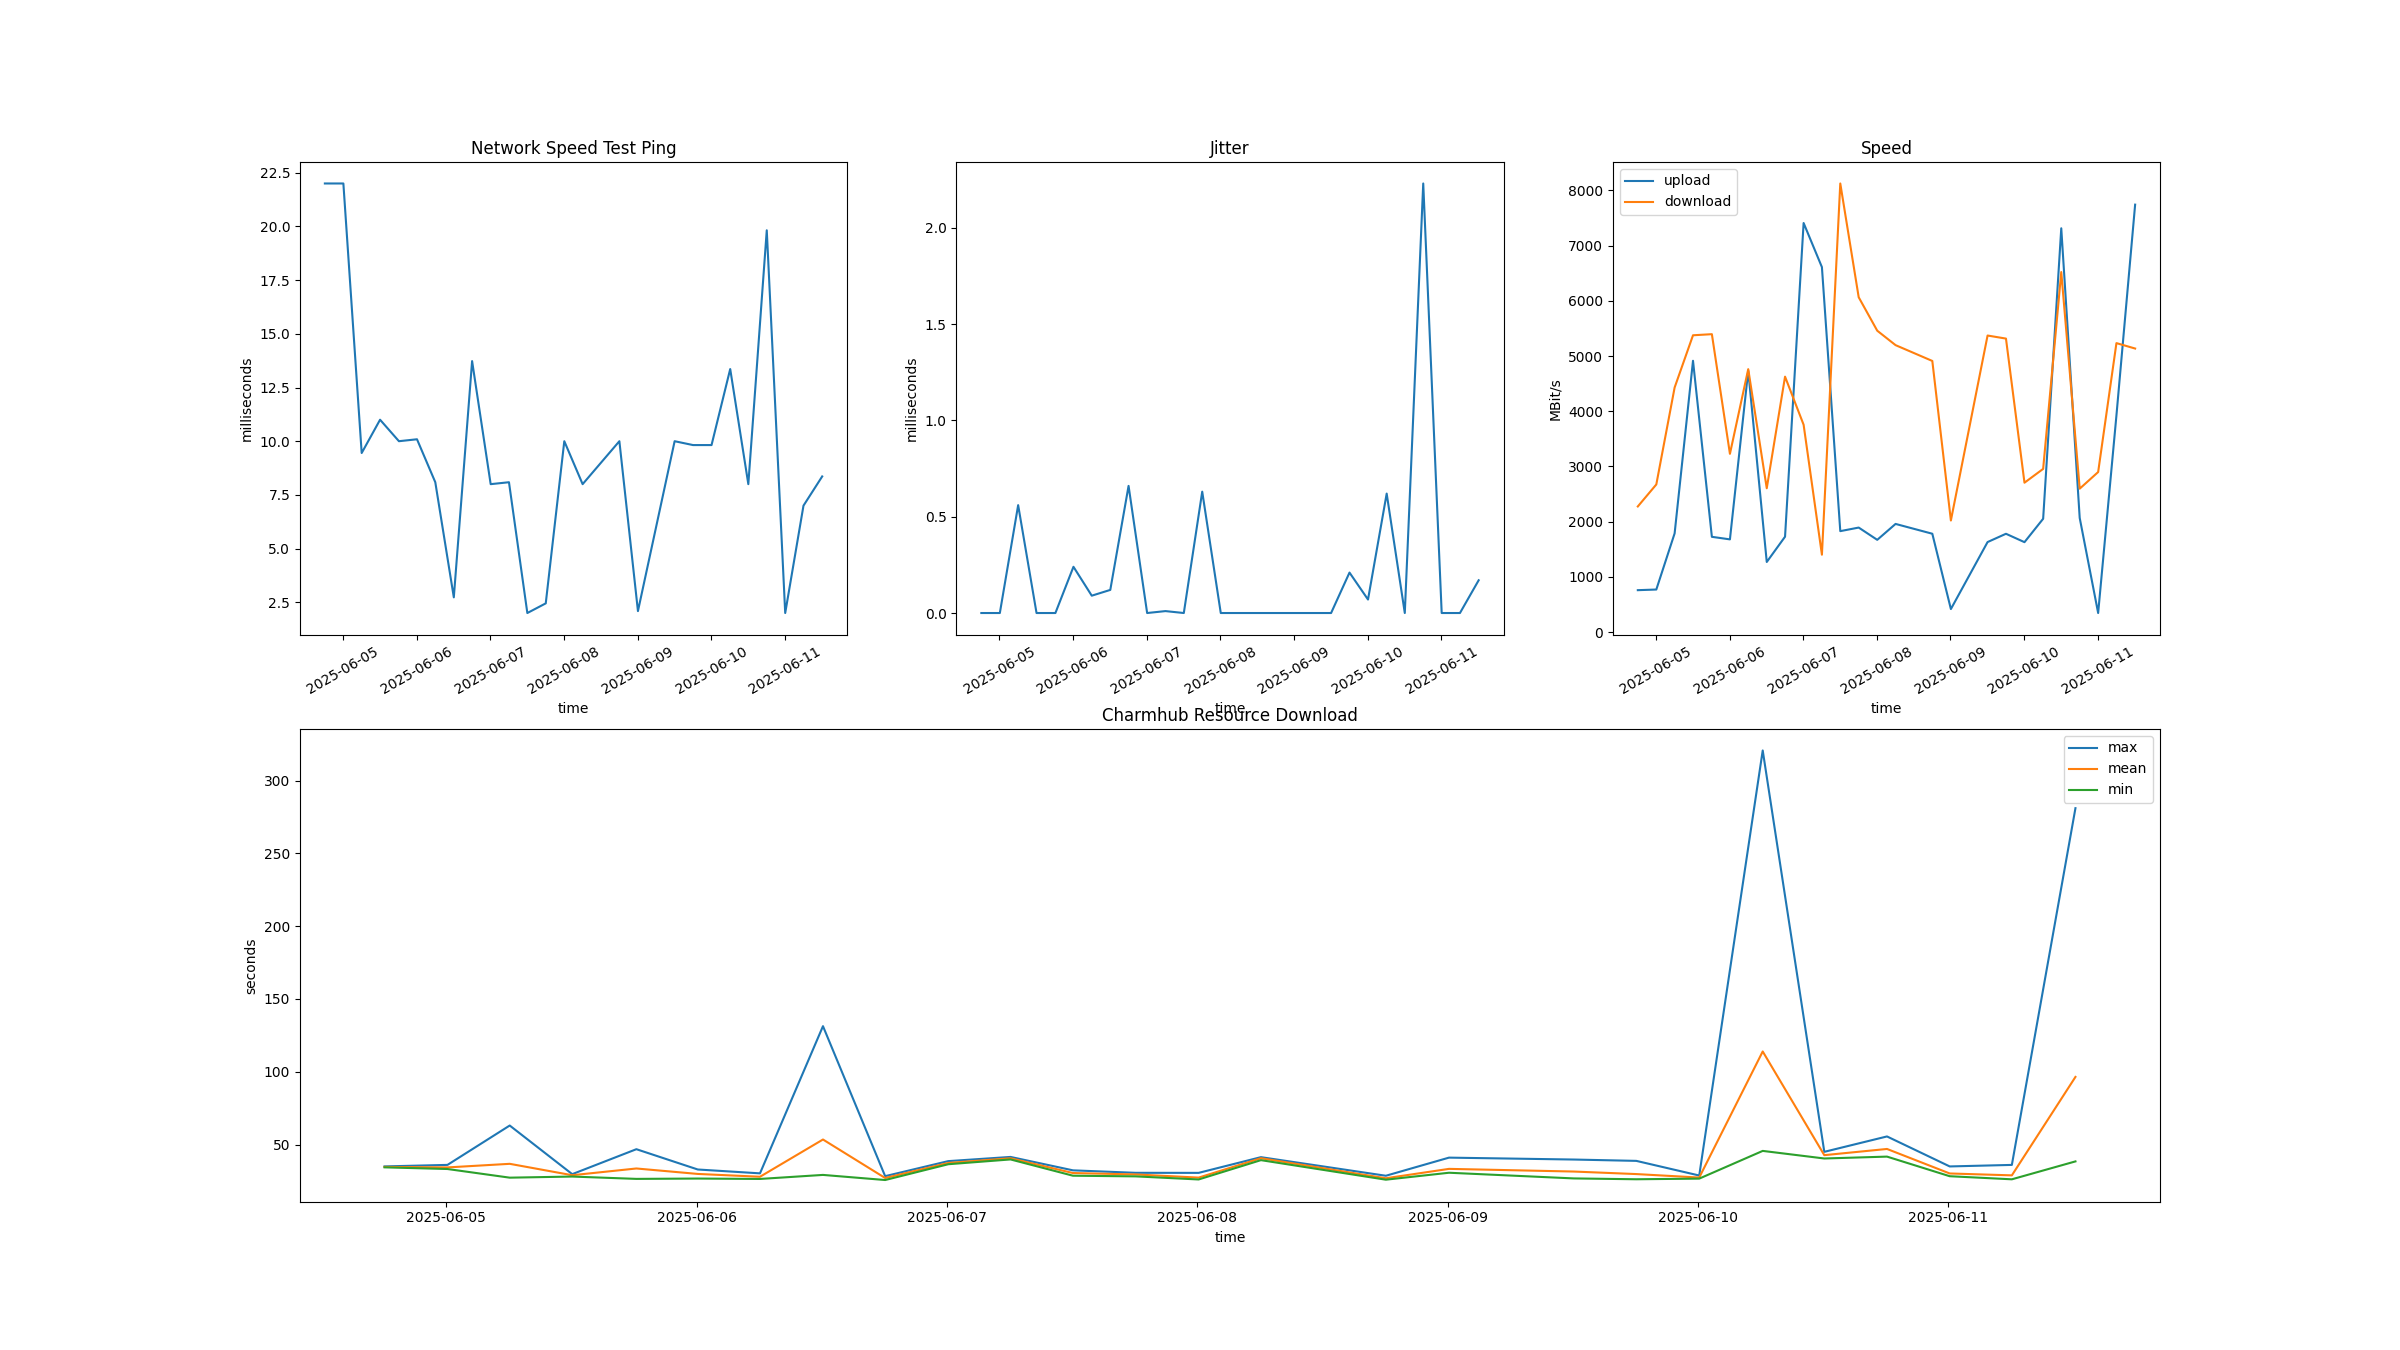 Network Speed Test Ping
22.5
20.0
17.5
15.0
12.5
10.0
7.5
5.0
2.5
milliseconds
2025-06-05 2025-06-06 2025-06-07 2025-06-08 2025-06-09 2025-06-10 2025-06-11
time
Jitter
2.0
1.5
1.0
0.5
0.0
milliseconds
2025-06-05 2025-06-06 2025-06-07 2025-06-08 2025-06-09 2025-06-10 2025-06-11
time
Speed
upload
download
8000
7000
6000
5000
4000
3000
2000
1000
0
MBit/s
2025-06-05 2025-06-06 2025-06-07 2025-06-08 2025-06-09 2025-06-10 2025-06-11
time
Charmhub Resource Download
max
mean
min
300
250
200
150
100
50
seconds
2025-06-05 2025-06-06 2025-06-07 2025-06-08 2025-06-09 2025-06-10 2025-06-11
time